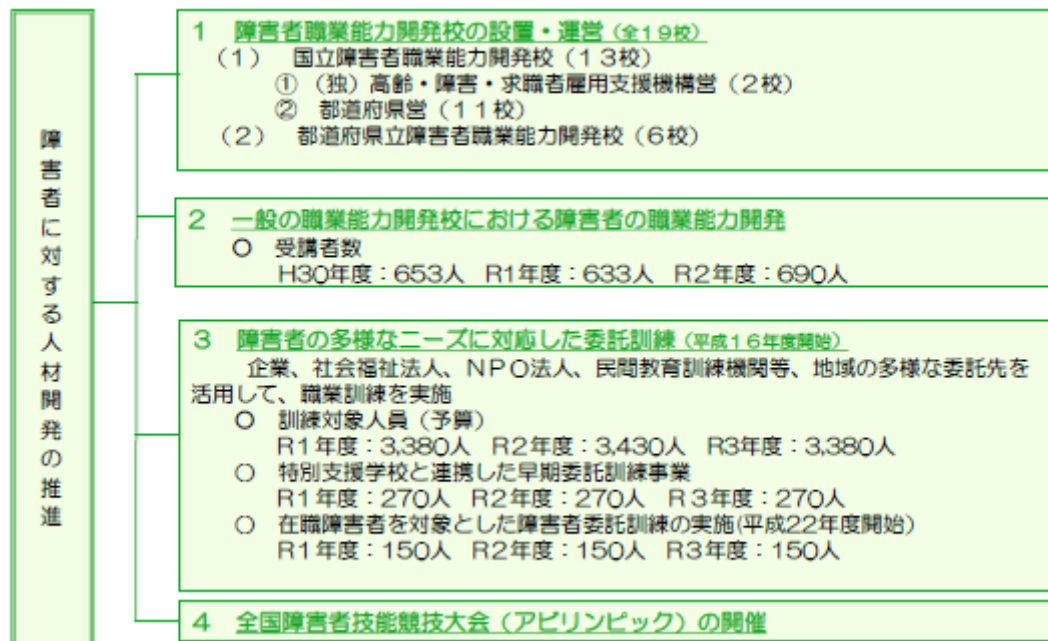 障害者に対する人材開発の推進
1 障害者職業能力開発校の設置・運営(全19校)
(1) 国立障害者職業能力開発校(13校)
① (独)高齢・障害・求職者雇用支援機構営(2校)
② 都道府県営(11校)
(2) 都道府県立障害者職業能力開発校(6校)
2 一般の職業能力開発校における障害者の職業能力開発
○ 受講者数
H30年度:653人 R1年度:633人 R2年度:690人
3 障害者の多様なニーズに対応した委託訓練(平成16年度開始)
企業、社会福祉法人、NPO法人、民間教育訓練機関等、地域の多様な委託先を
活用して、職業訓練を実施
○ 訓練対象人員(予算)
R1年度:3,380人 R2年度:3,430人 R3年度:3,380人
○ 特別支援学校と連携した早期委託訓練事業
R1年度:270人 R2年度:270人 R3年度:270人
○ 在職障害者を対象とした障害者委託訓練の実施(平成22年度開始)
R1年度:150人 R2年度:150人 R3年度:150人
4 全国障害者技能競技大会(アビリンピック)の開催